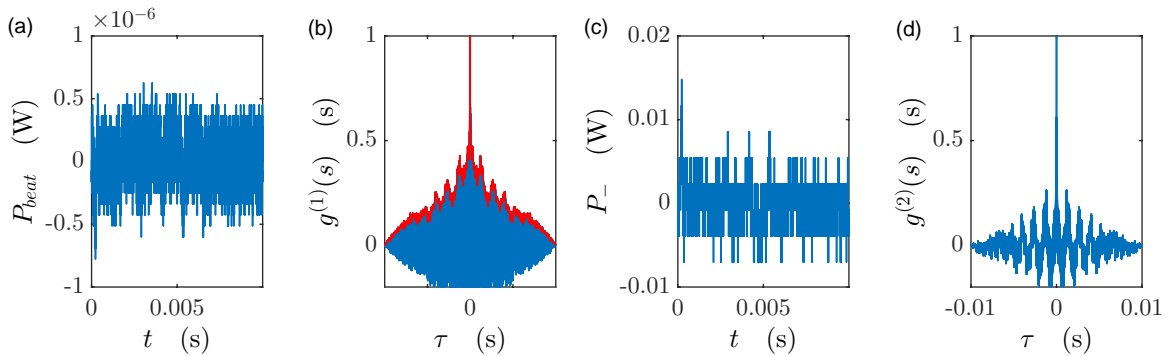 (a)
×10⁻⁶
1
0.5
0
-0.5
-1
P_beat (W)
0
0.005
t (s)
(b)
1
0.5
0
g⁽¹⁾(s) (s)
0
τ (s)
(c)
0.02
0.01
0
-0.01
P_− (W)
0
0.005
t (s)
(d)
1
0.5
0
g⁽²⁾(s) (s)
-0.01
0
0.01
τ (s)